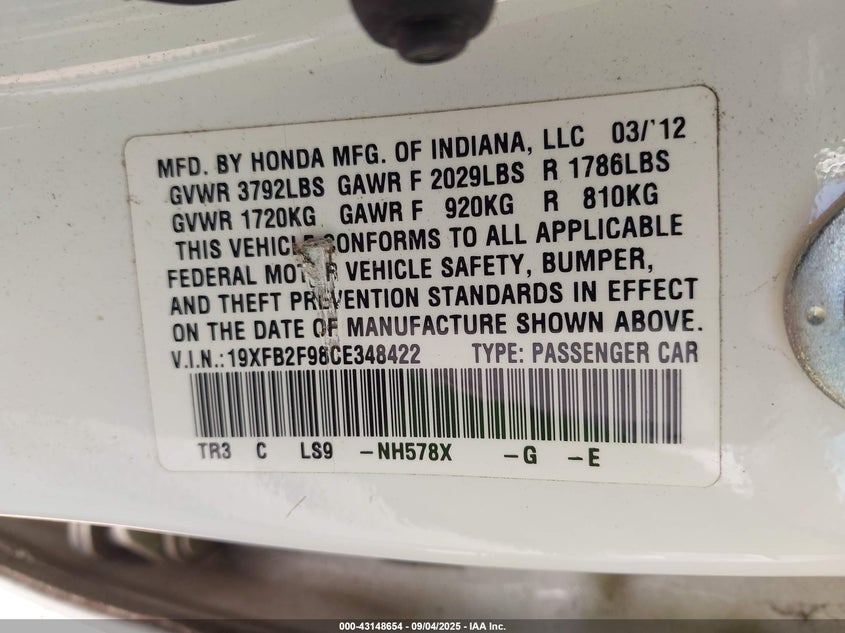 MFD. BY HONDA MFG. OF INDIANA, LLC 03/'12
GVWR 3792LBS GAWR F 2029LBS R 1786LBS
GVWR 1720KG GAWR F 920KG R 810KG
THIS VEHICLE CONFORMS TO ALL APPLICABLE
FEDERAL MOTOR VEHICLE SAFETY, BUMPER,
AND THEFT PREVENTION STANDARDS IN EFFECT
ON THE DATE OF MANUFACTURE SHOWN ABOVE.
V.I.N.:19XFB2F98CE348422 TYPE: PASSENGER CAR
TR3 C LS9 -NH578X -G -E
000-43148654 - 09/04/2025 - IAA Inc.